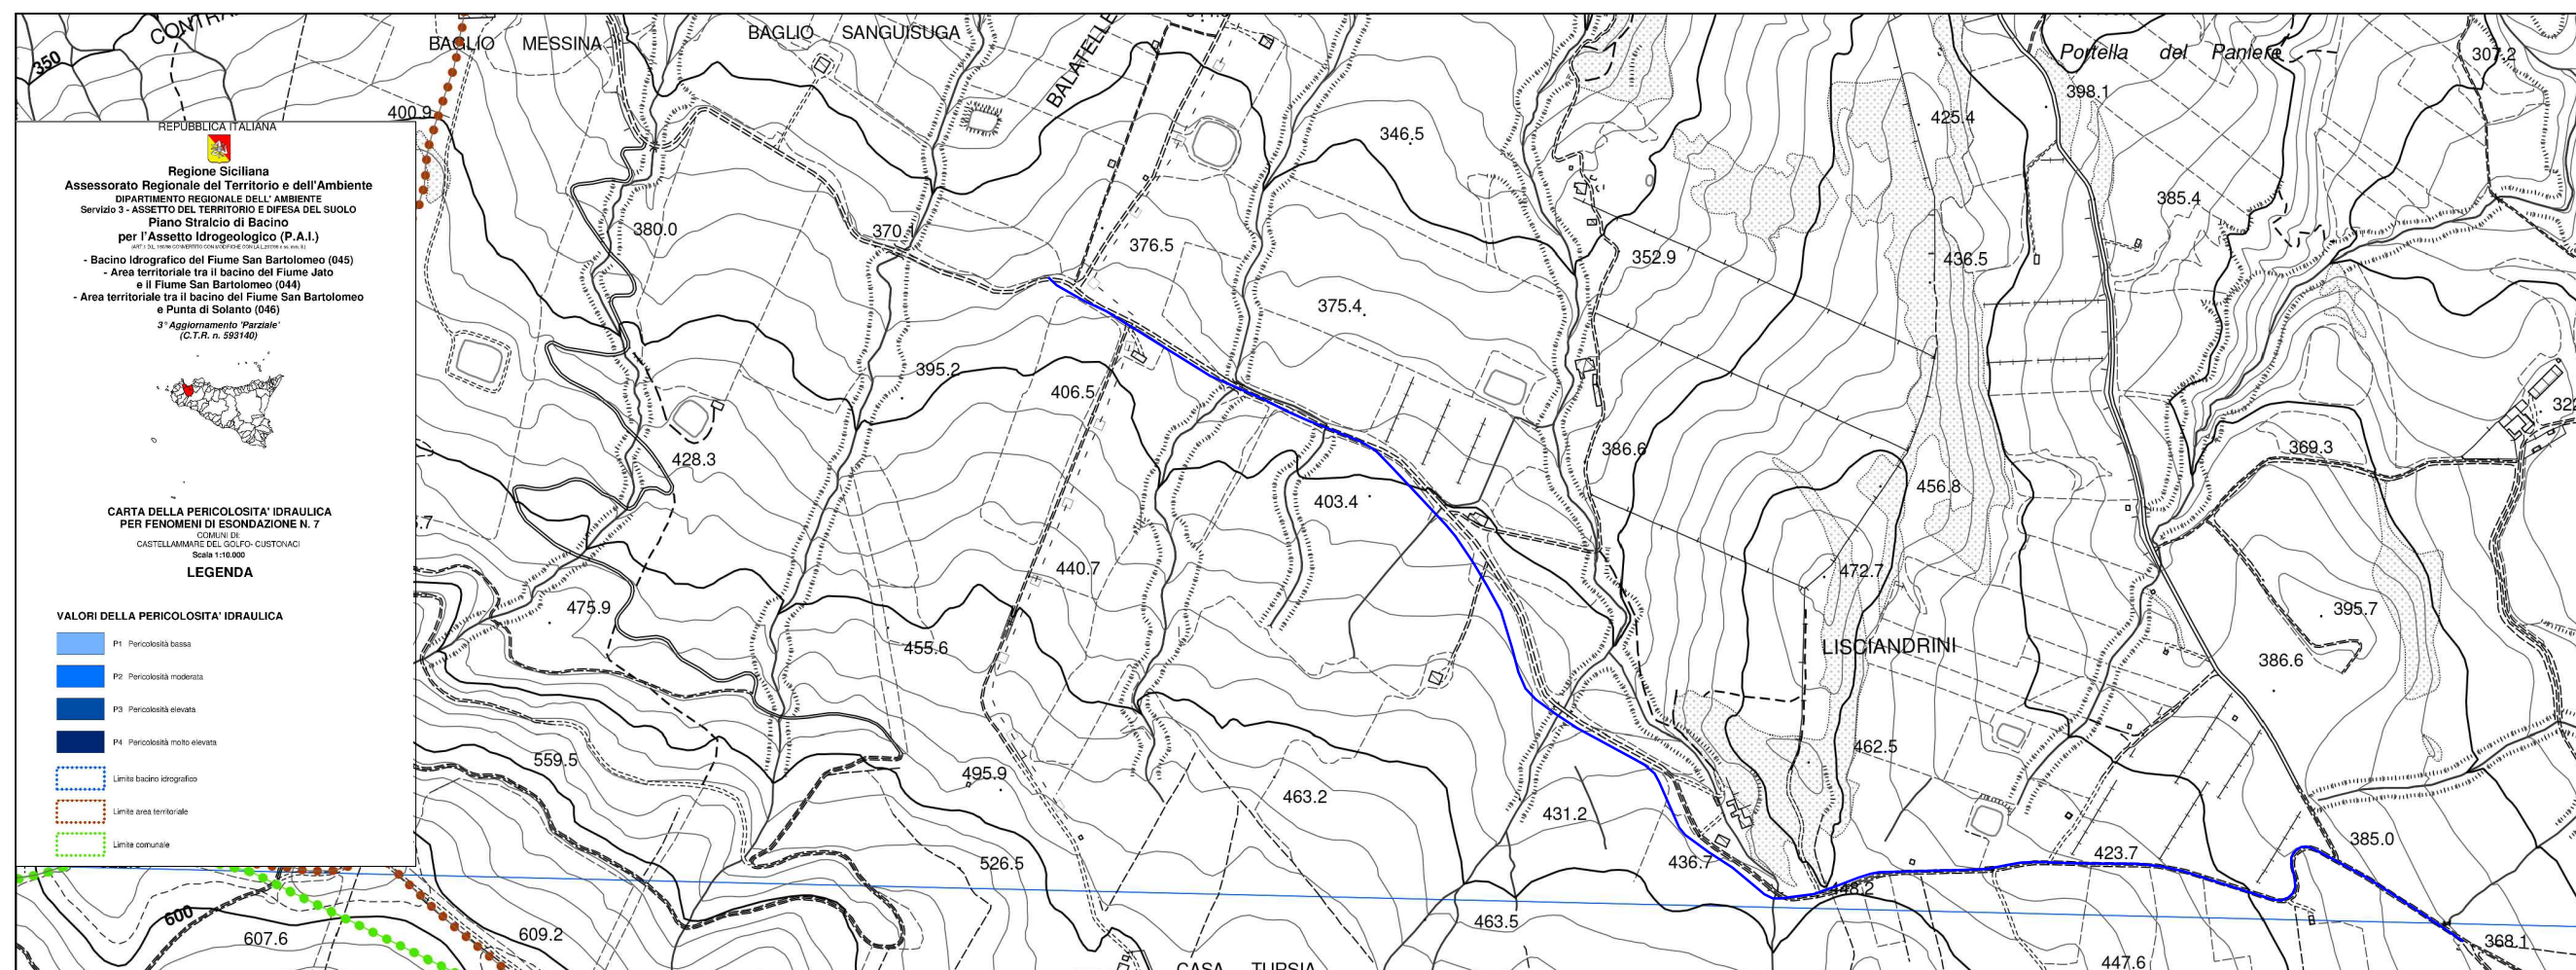 CONTRA
350
BAGLIO MESSINA
BAGLIO SANGUISUGA
BALATELLE
Portella del Paniere
307.2
398.1
400.9
425.4
346.5
REPUBBLICA ITALIANA
Regione Siciliana
Assessorato Regionale del Territorio e dell'Ambiente
DIPARTIMENTO REGIONALE DELL' AMBIENTE
Servizio 3 - ASSETTO DEL TERRITORIO E DIFESA DEL SUOLO
Piano Stralcio di Bacino
per l'Assetto Idrogeologico (P.A.I.)
- Bacino Idrografico del Fiume San Bartolomeo (045)
- Area territoriale tra il bacino del Fiume Jato
e il Fiume San Bartolomeo (044)
- Area territoriale tra il bacino del Fiume San Bartolomeo
e Punta di Solanto (046)
3° Aggiornamento 'Parziale'
(C.T.R. n. 593140)
CARTA DELLA PERICOLOSITA' IDRAULICA
PER FENOMENI DI ESONDAZIONE N. 7
COMUNI DI:
CASTELLAMMARE DEL GOLFO- CUSTONACI
Scala 1:10.000
LEGENDA
VALORI DELLA PERICOLOSITA' IDRAULICA
P1 Pericolosità bassa
P2 Pericolosità moderata
P3 Pericolosità elevata
P4 Pericolosità molto elevata
Limite bacino idrografico
Limite area territoriale
Limite comunale
385.4
380.0
370.1
376.5
352.9
436.5
375.4
395.2
406.5
386.6
369.3
428.3
403.4
456.8
440.7
472.7
475.9
395.7
455.6
LISCIANDRINI
386.6
559.5
495.9
463.2
462.5
431.2
526.5
436.7
423.7
385.0
448.2
600
607.6
609.2
463.5
368.1
447.6
CASA TURSIA